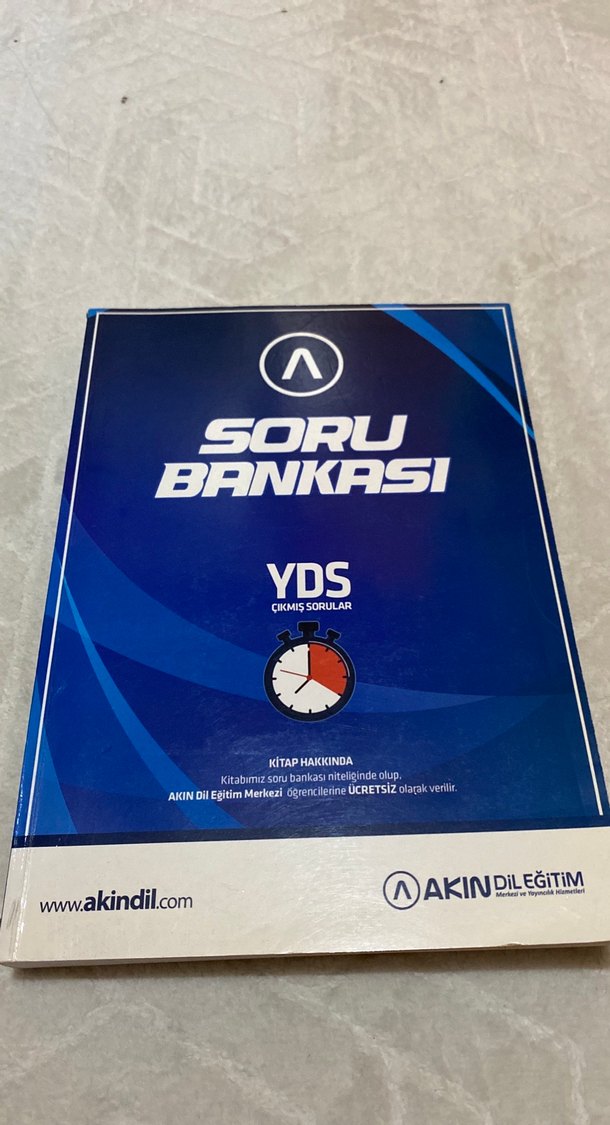 SORU
BANKASI
YDS
ÇIKMIŞ SORULAR
KİTAP HAKKINDA
Kitabımız soru bankası niteliğinde olup,
AKIN Dil Eğitim Merkezi öğrencilerine ÜCRETSİZ olarak verilir.
www.akindil.com
AKIN DİL EĞİTİM
Merkezi ve Yayıncılık Hizmetleri